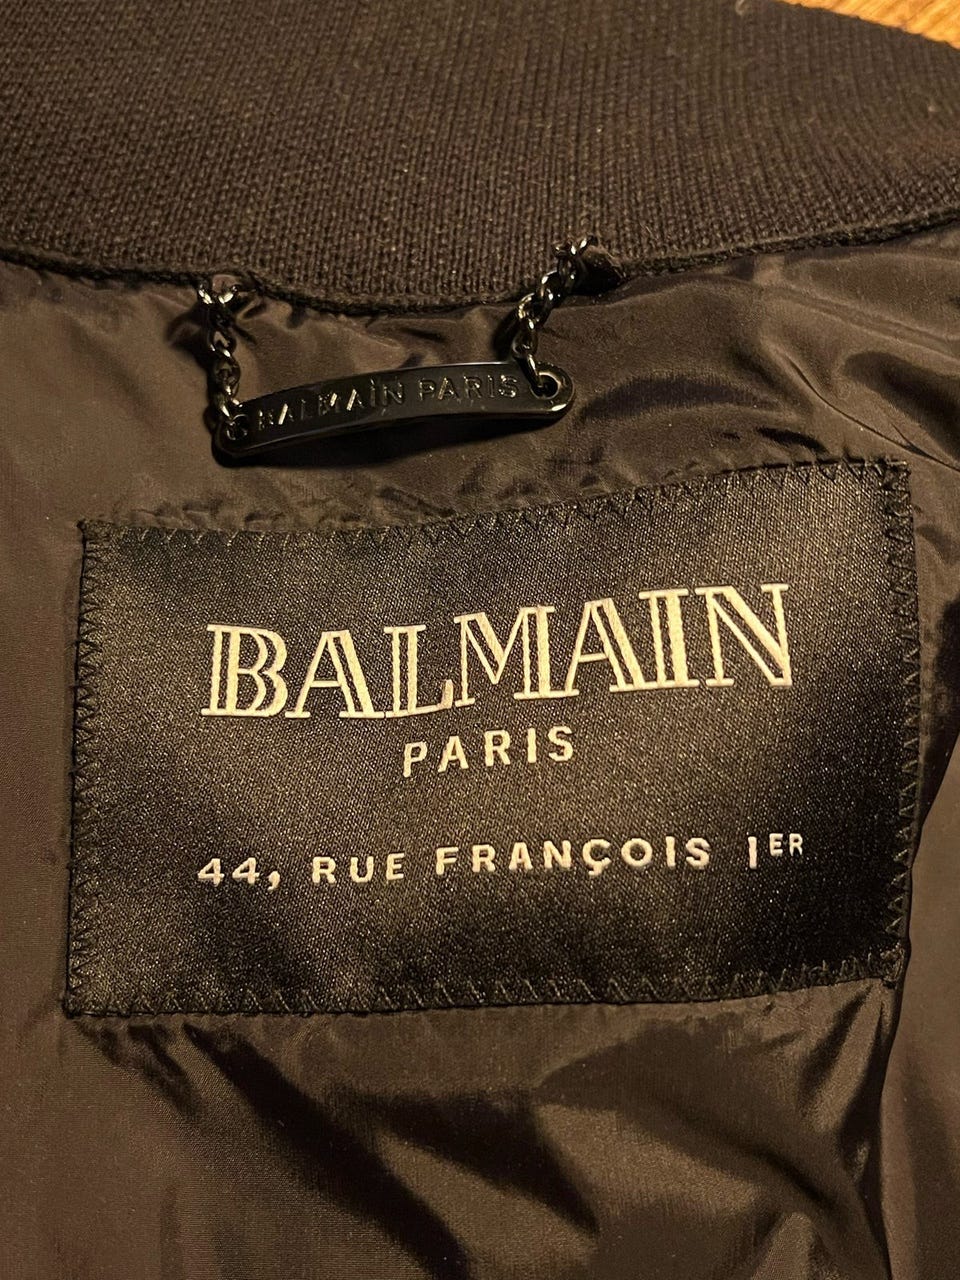 BALMAIN PARIS
BALMAIN
PARIS
44, RUE FRANÇOIS 1ER